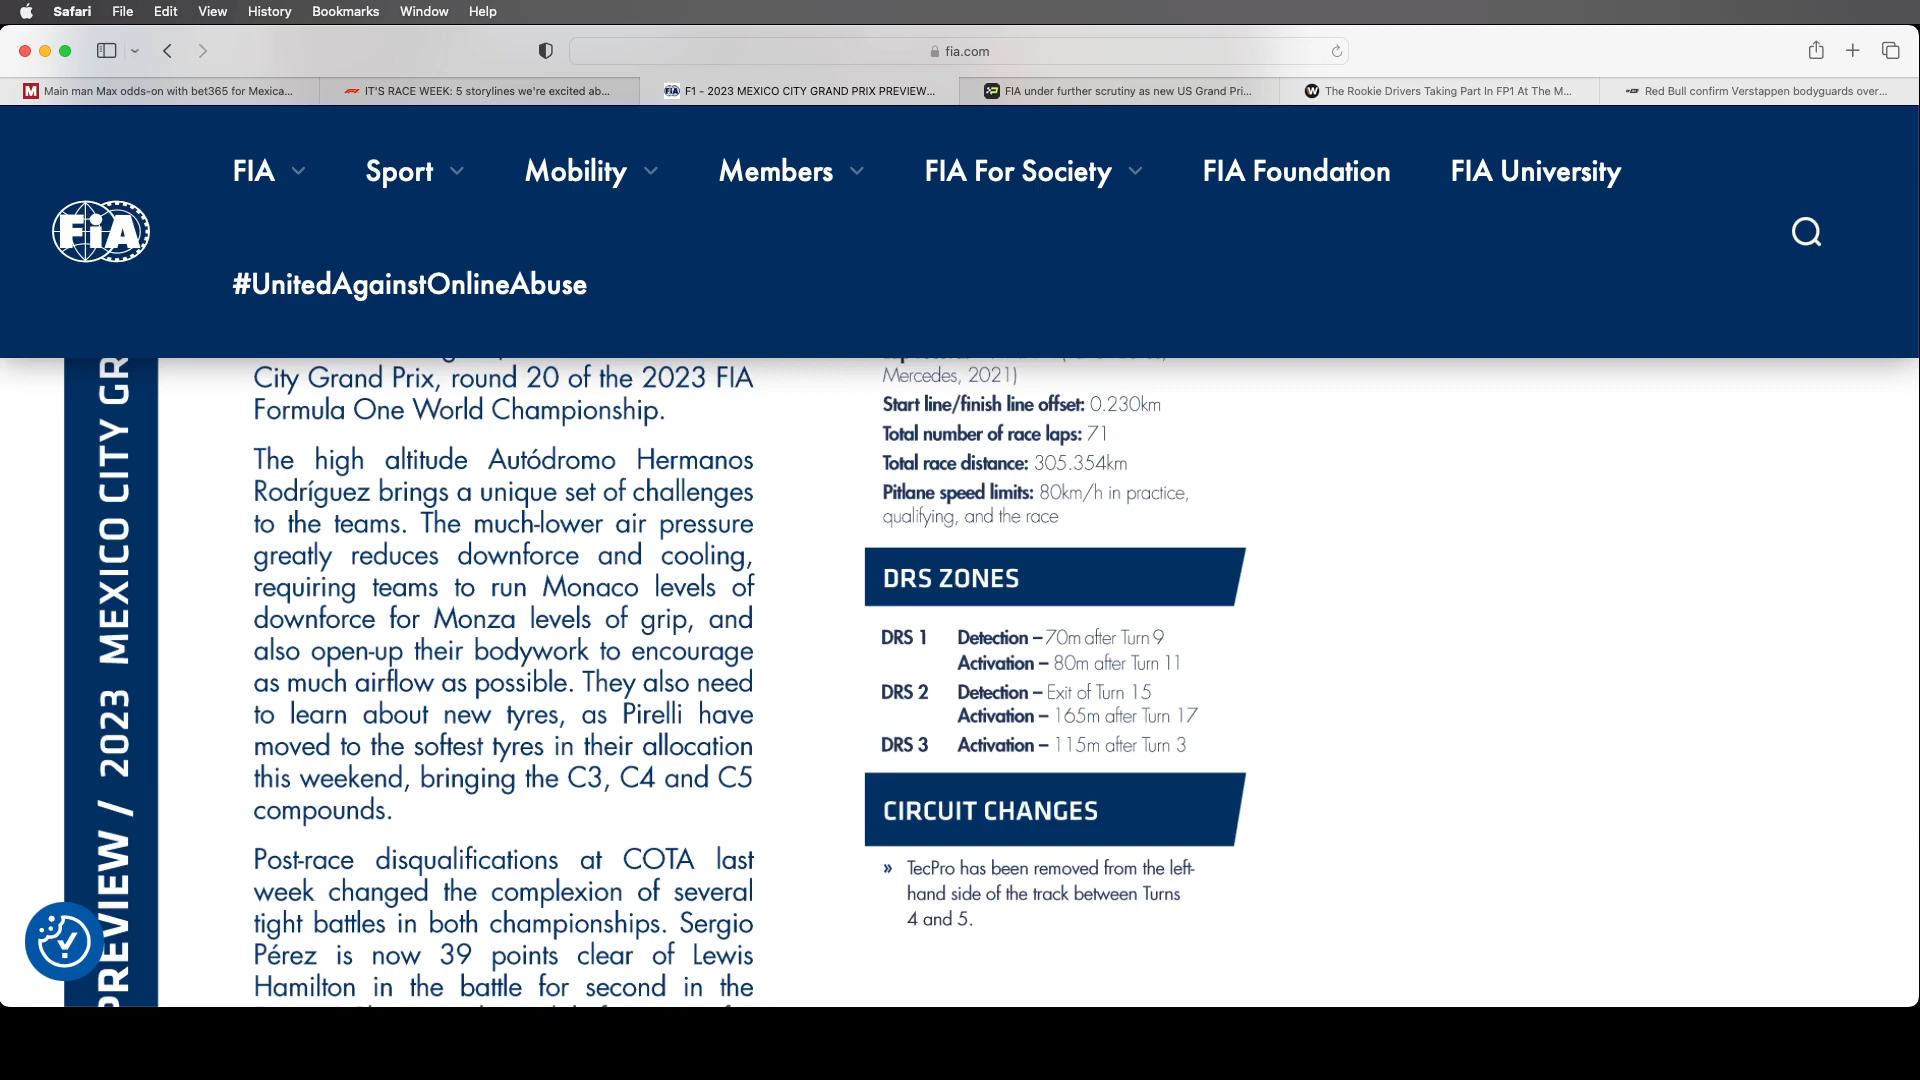 Safari File Edit View History Bookmarks Window Help
fia.com
Main man Max odds-on with bet365 for Mexica...
IT'S RACE WEEK: 5 storylines we're excited ab...
F1 - 2023 MEXICO CITY GRAND PRIX PREVIEW...
FIA under further scrutiny as new US Grand Pri...
The Rookie Drivers Taking Part In FP1 At The M...
Red Bull confirm Verstappen bodyguards over...
FIA
Sport
Mobility
Members
FIA For Society
FIA Foundation
FIA University
FiA
#UnitedAgainstOnlineAbuse
PREVIEW / 2023 MEXICO CITY GR
City Grand Prix, round 20 of the 2023 FIA
Formula One World Championship.
The high altitude Autódromo Hermanos
Rodríguez brings a unique set of challenges
to the teams. The much-lower air pressure
greatly reduces downforce and cooling,
requiring teams to run Monaco levels of
downforce for Monza levels of grip, and
also open-up their bodywork to encourage
as much airflow as possible. They also need
to learn about new tyres, as Pirelli have
moved to the softest tyres in their allocation
this weekend, bringing the C3, C4 and C5
compounds.
Post-race disqualifications at COTA last
week changed the complexion of several
tight battles in both championships. Sergio
Pérez is now 39 points clear of Lewis
Hamilton in the battle for second in the
Mercedes, 2021)
Start line/finish line offset: 0.230km
Total number of race laps: 71
Total race distance: 305.354km
Pitlane speed limits: 80km/h in practice,
qualifying, and the race
DRS ZONES
DRS 1 Detection – 70m after Turn 9
Activation – 80m after Turn 11
DRS 2 Detection – Exit of Turn 15
Activation – 165m after Turn 17
DRS 3 Activation – 115m after Turn 3
CIRCUIT CHANGES
» TecPro has been removed from the left-
hand side of the track between Turns
4 and 5.